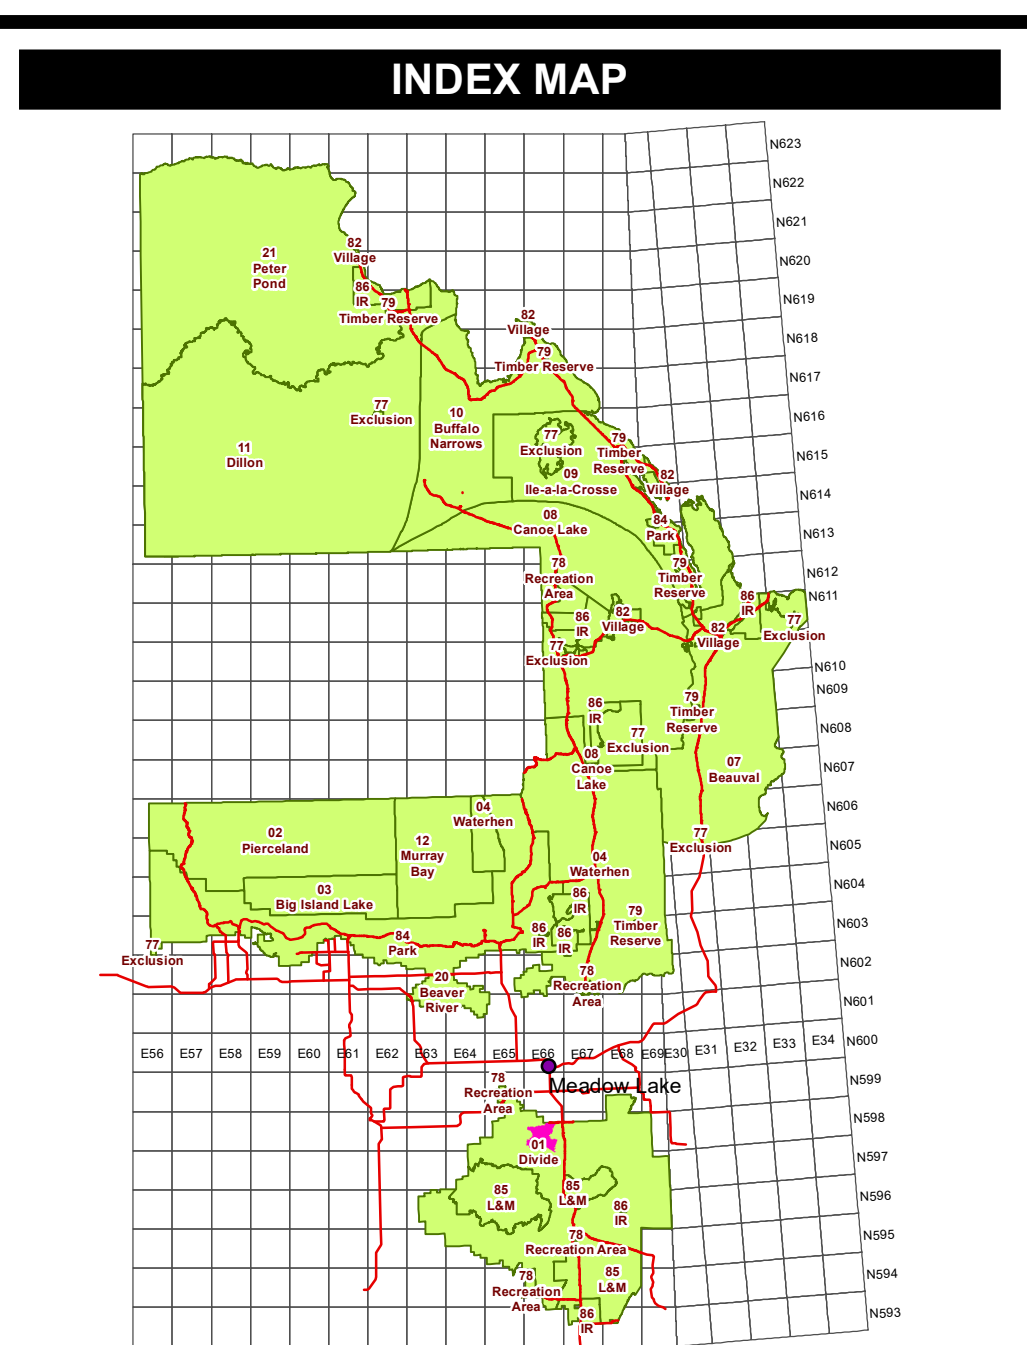 INDEX MAP
N623
N622
N621
N620
N619
N618
N617
N616
N615
N614
N613
N612
N611
N610
N609
N608
N607
N606
N605
N604
N603
N602
N601
N600
N599
N598
N597
N596
N595
N594
N593
21
Peter
Pond
82
Village
86
IR
79
Timber Reserve
82
Village
79
Timber Reserve
77
Exclusion
10
Buffalo
Narrows
11
Dillon
77
Exclusion
79
Timber
Reserve
09
Ile-a-la-Crosse
82
Village
08
Canoe Lake
84
Park
78
Recreation
Area
79
Timber
Reserve
86
IR
82
Village
86
IR
77
Exclusion
82
Village
77
Exclusion
86
IR
79
Timber
Reserve
77
Exclusion
08
Canoe
Lake
07
Beauval
04
Waterhen
02
Pierceland
12
Murray
Bay
77
Exclusion
03
Big Island Lake
04
Waterhen
86
IR
79
Timber
Reserve
86
IR
86
IR
84
Park
77
Exclusion
78
Recreation
Area
20
Beaver
River
E56
E57
E58
E59
E60
E61
E62
E63
E64
E65
E66
E67
E68
E69
E30
E31
E32
E33
E34
Meadow Lake
78
Recreation
Area
01
Divide
85
L&M
85
L&M
86
IR
78
Recreation Area
78
Recreation
Area
85
L&M
86
IR